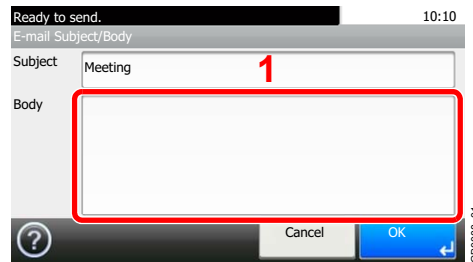 Ready to send. 10:10
E-mail Subject/Body
Subject Meeting 1
Body
? Cancel OK